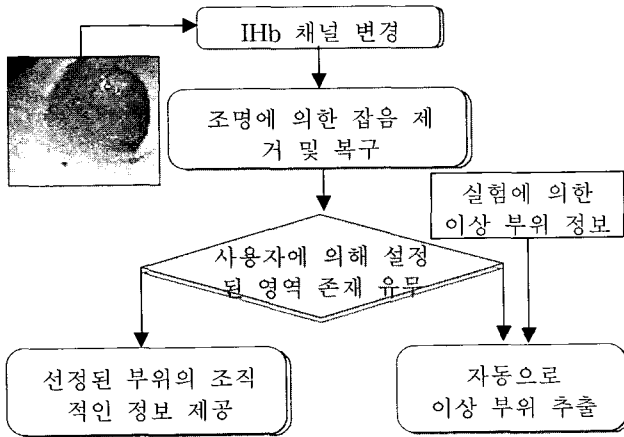 IHb 채널 변경
조명에 의한 잡음 제
거 및 복구
실험에 의한
이상 부위 정보
사용자에 의해 설정
된 영역 존재 유무
선정된 부위의 조직
적인 정보 제공
자동으로
이상 부위 추출